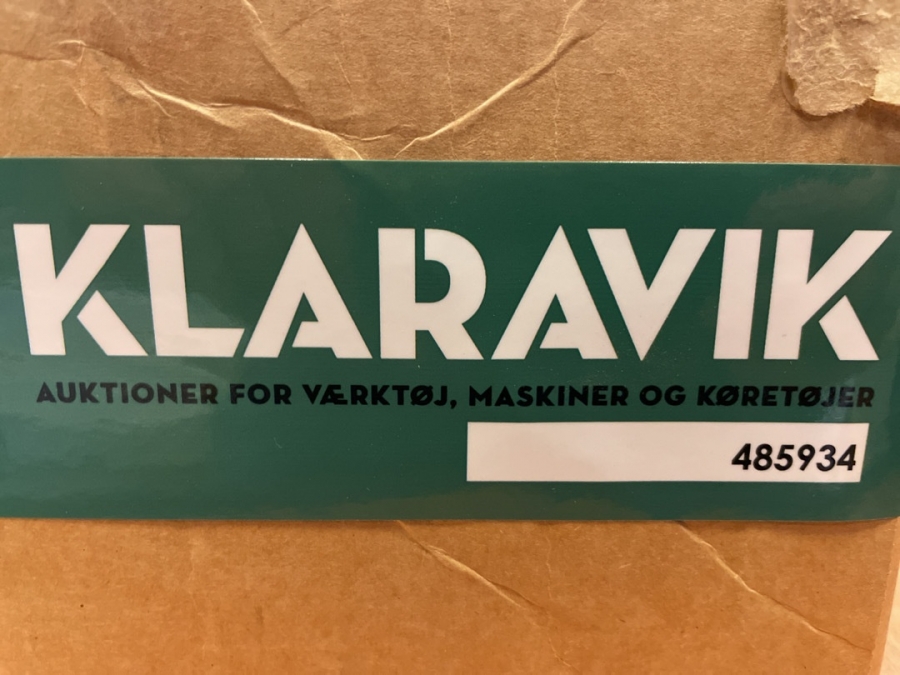 KLARAVIK
AUKTIONER FOR VÆRKTØJ, MASKINER OG KØRETØJER
485934